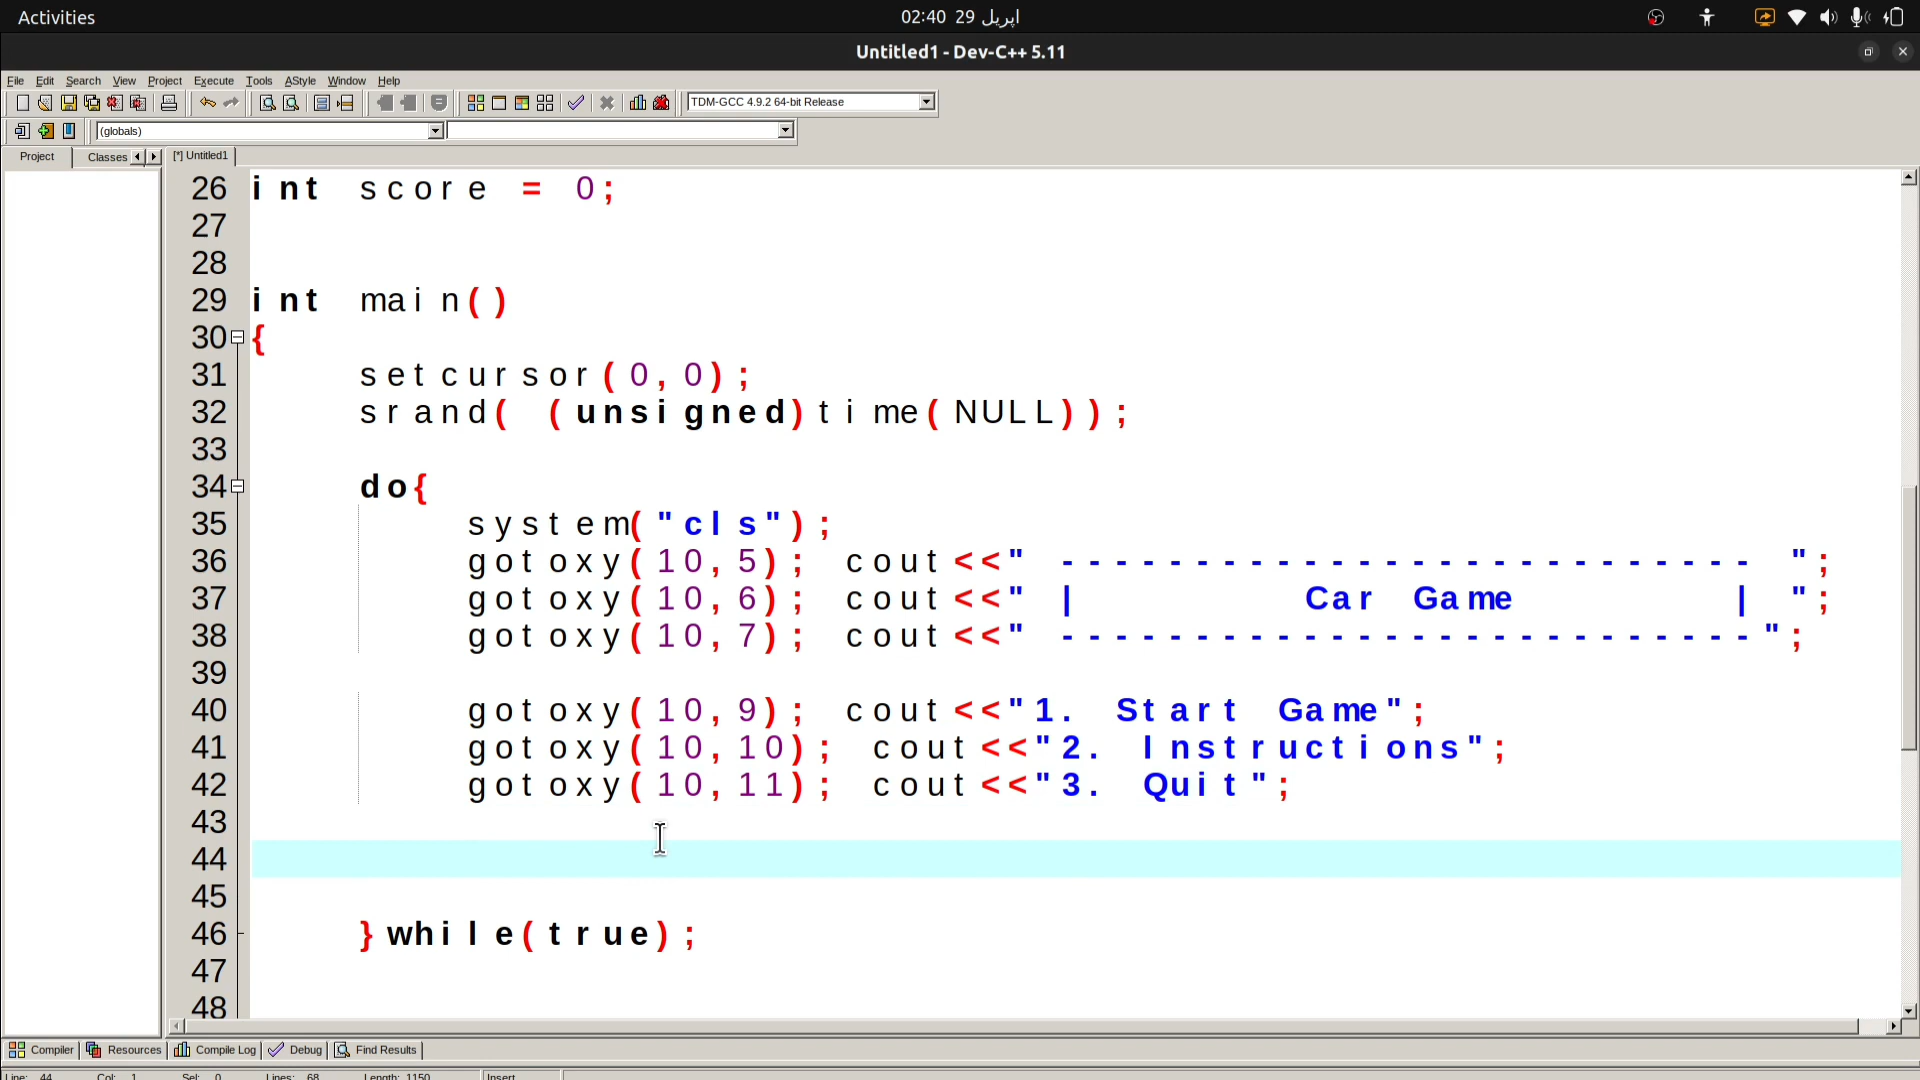 Activities
02:40 29 اپریل
Untitled1 - Dev-C++ 5.11
File Edit Search View Project Execute Tools AStyle Window Help
TDM-GCC 4.9.2 64-bit Release
(globals)
Project Classes [*] Untitled1
26 int score = 0;
27
28
29 int main()
30 {
31 setcursor(0,0);
32 srand( (unsigned)time(NULL));
33
34 do{
35 system("cls");
36 gotoxy(10,5); cout<<" -------------------------- ";
37 gotoxy(10,6); cout<<" |        Car Game        | ";
38 gotoxy(10,7); cout<<" --------------------------";
39
40 gotoxy(10,9); cout<<"1. Start Game";
41 gotoxy(10,10); cout<<"2. Instructions";
42 gotoxy(10,11); cout<<"3. Quit";
43
44
45
46 }while(true);
47
48
Compiler Resources Compile Log Debug Find Results
Line: 44 Col: 1 Sel: 0 Lines: 68 Length: 1150 Insert